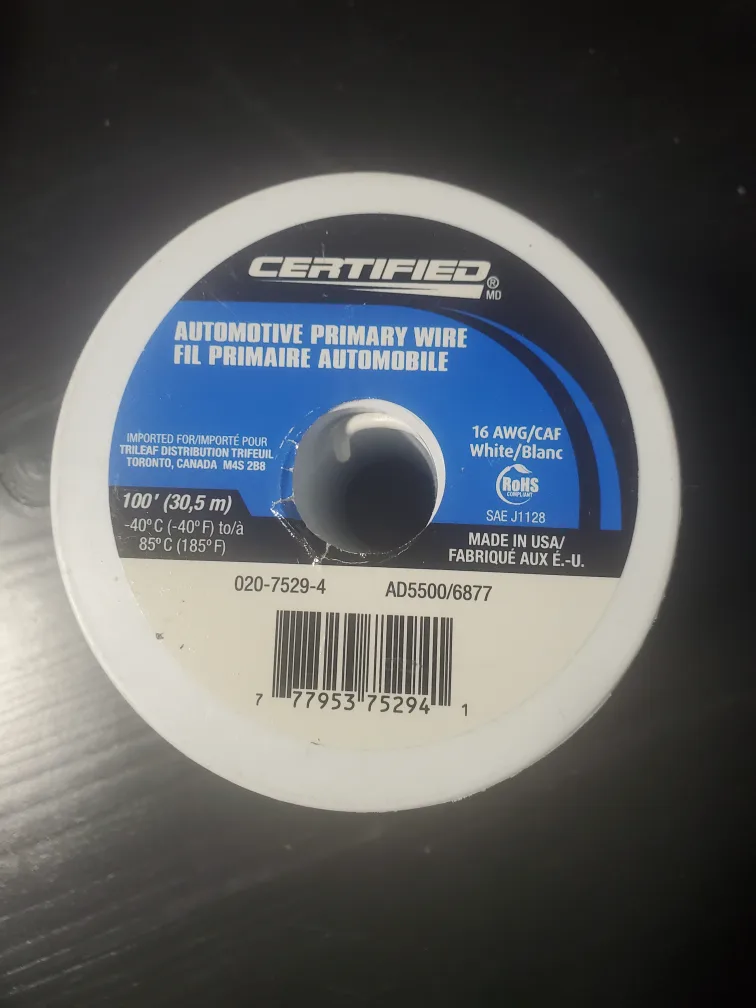 CERTIFIED®
MD
AUTOMOTIVE PRIMARY WIRE
FIL PRIMAIRE AUTOMOBILE
IMPORTED FOR/IMPORTÉ POUR
TRILEAF DISTRIBUTION TRIFEUIL
TORONTO, CANADA M4S 2B8
16 AWG/CAF
White/Blanc
RoHS
COMPLIANT
SAE J1128
100' (30,5 m)
-40°C (-40°F) to/à
85°C (185°F)
MADE IN USA/
FABRIQUÉ AUX É.-U.
020-7529-4 AD5500/6877
7 77953 75294 1